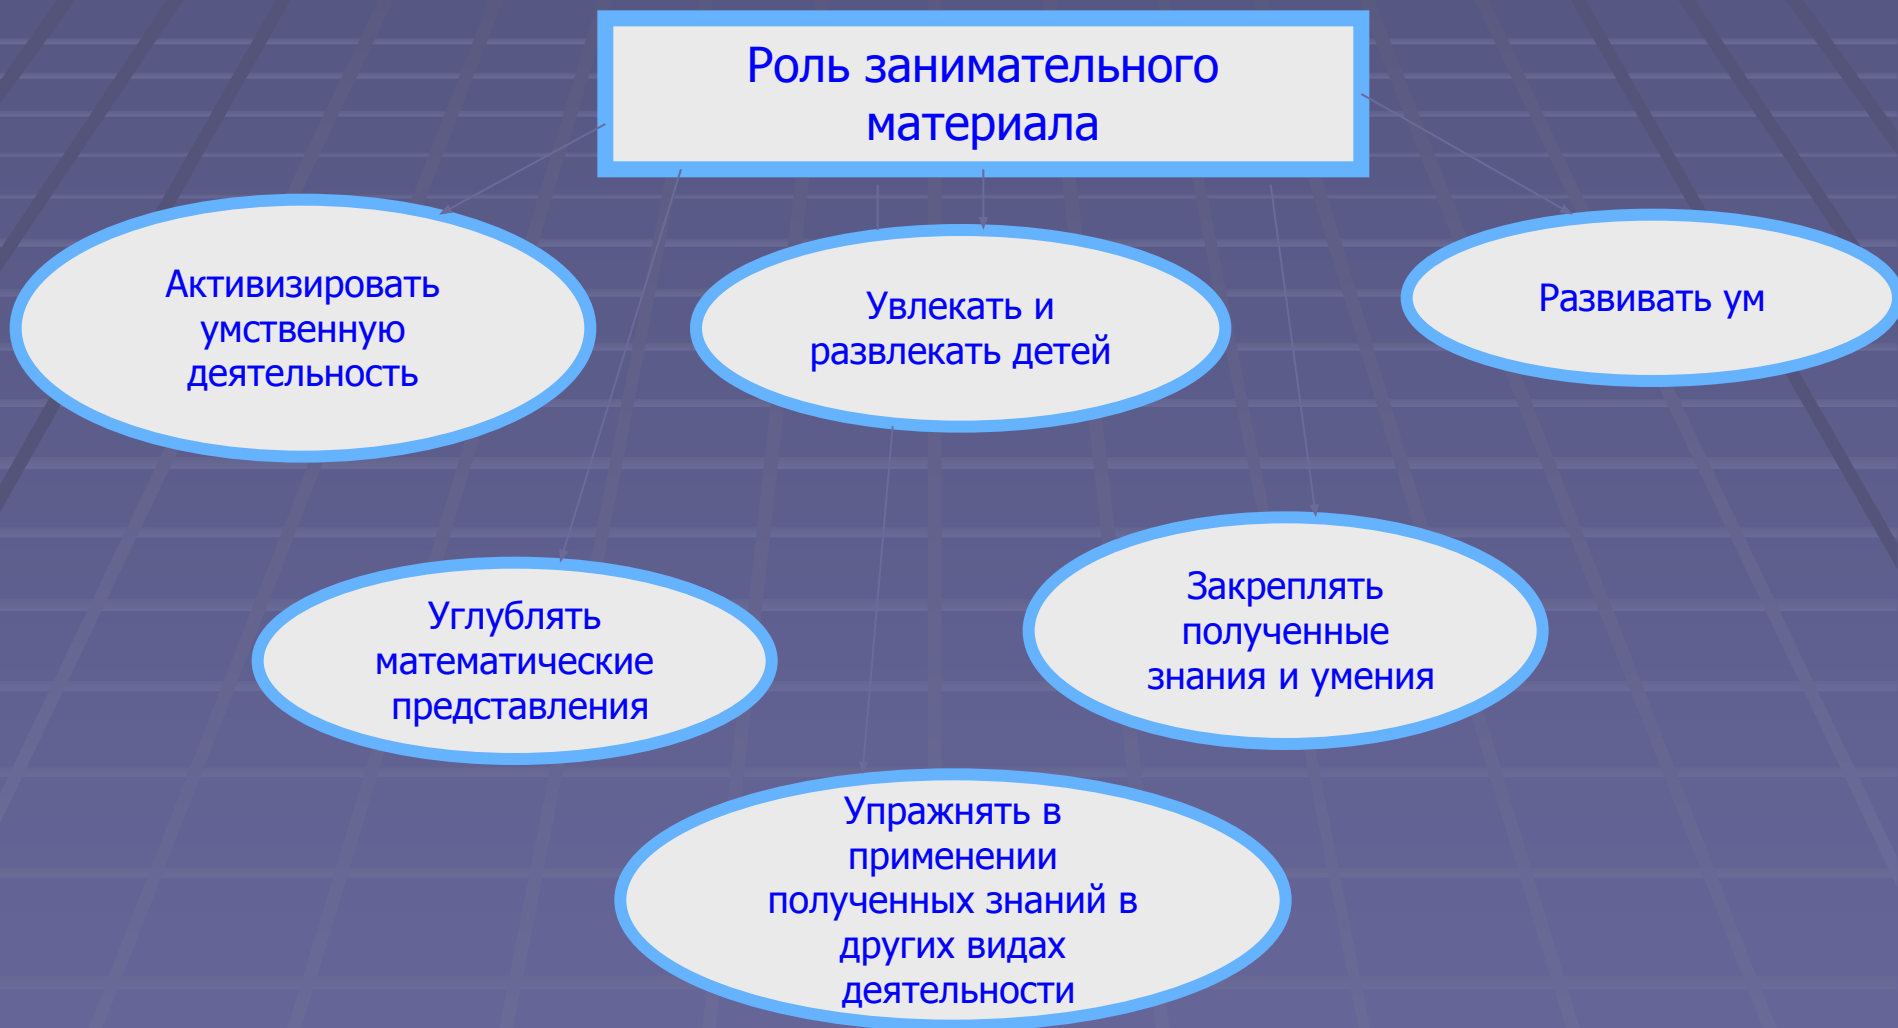 Роль занимательного
материала
Активизировать
умственную
деятельность
Увлекать и
развлекать детей
Развивать ум
Углублять
математические
представления
Закреплять
полученные
знания и умения
Упражнять в
применении
полученных знаний в
других видах
деятельности